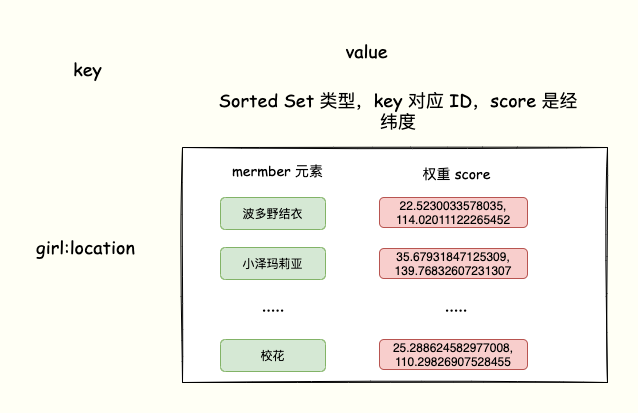 value
key
Sorted Set 类型，key 对应 ID，score 是经
纬度
mermber 元素
权重 score
波多野结衣
22.5230033578035,
114.02011122265452
girl:location
小泽玛莉亚
35.67931847125309,
139.76832607231307
.....
.....
校花
25.288624582977008,
110.29826907528455